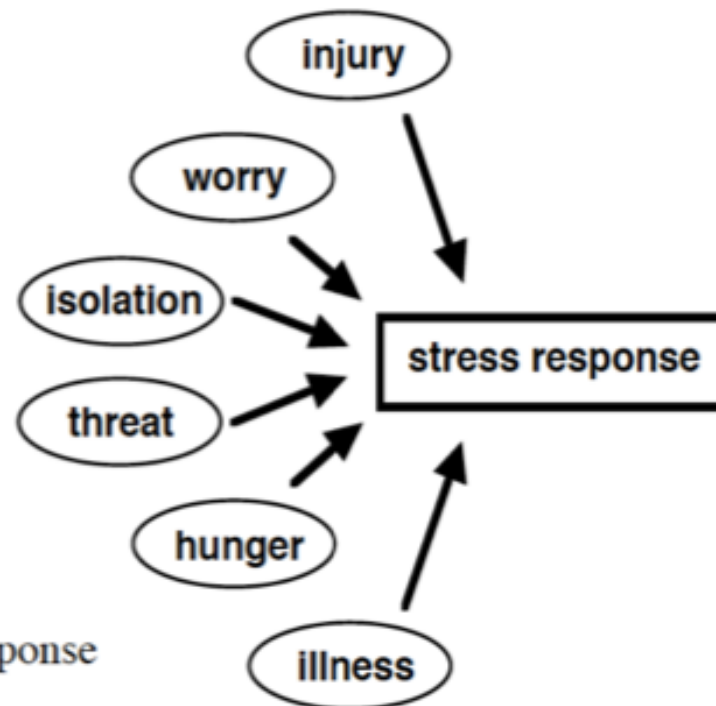 injury
worry
isolation
stress response
threat
hunger
ponse
illness